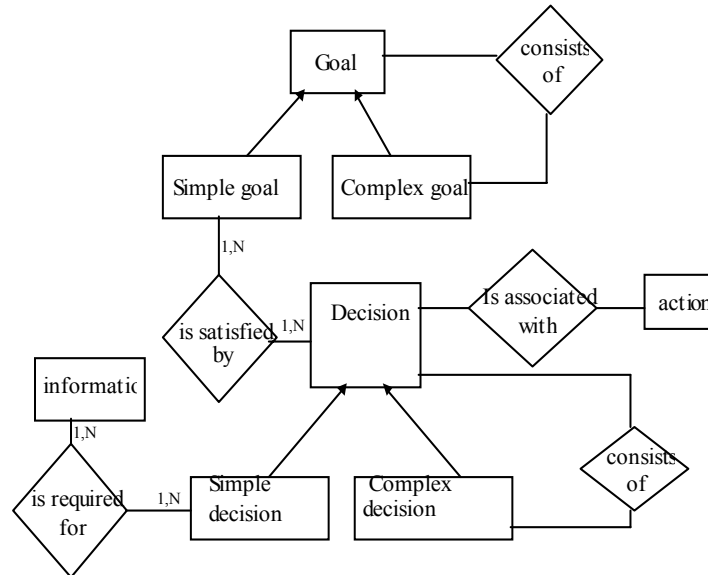 Goal
consists
of
Simple goal
Complex goal
1,N
Decision
Is associated
with
action
is satisfied
by
1,N
informatic
1,N
is required
for
1,N
Simple
decision
Complex
decision
consists
of